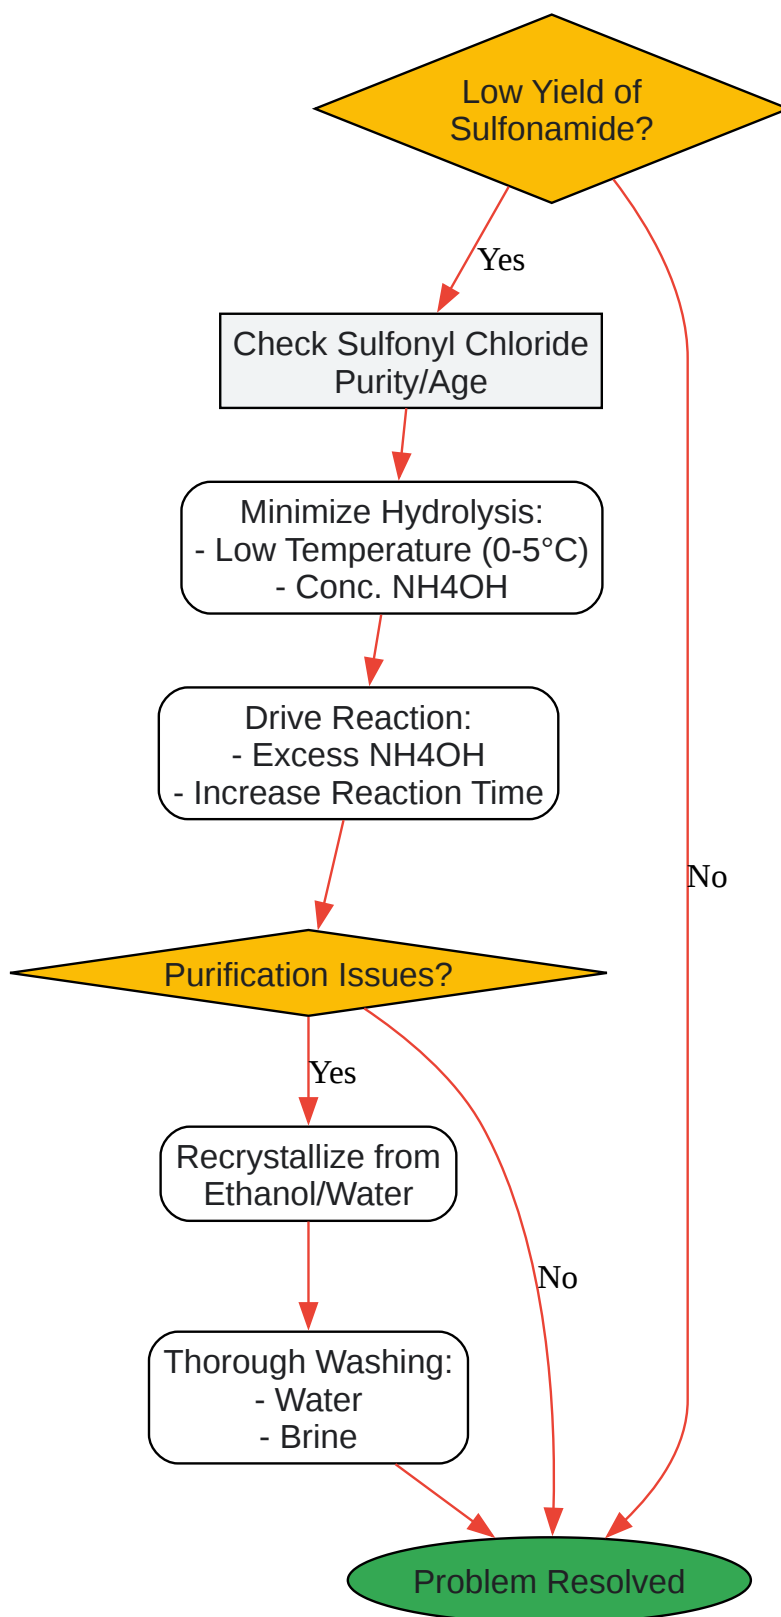 Low Yield of
Sulfonamide?
Yes
Check Sulfonyl Chloride
Purity/Age
Minimize Hydrolysis:
- Low Temperature (0-5°C)
- Conc. NH4OH
Drive Reaction:
- Excess NH4OH
- Increase Reaction Time
No
Purification Issues?
Yes
Recrystallize from
Ethanol/Water
No
Thorough Washing:
- Water
- Brine
Problem Resolved